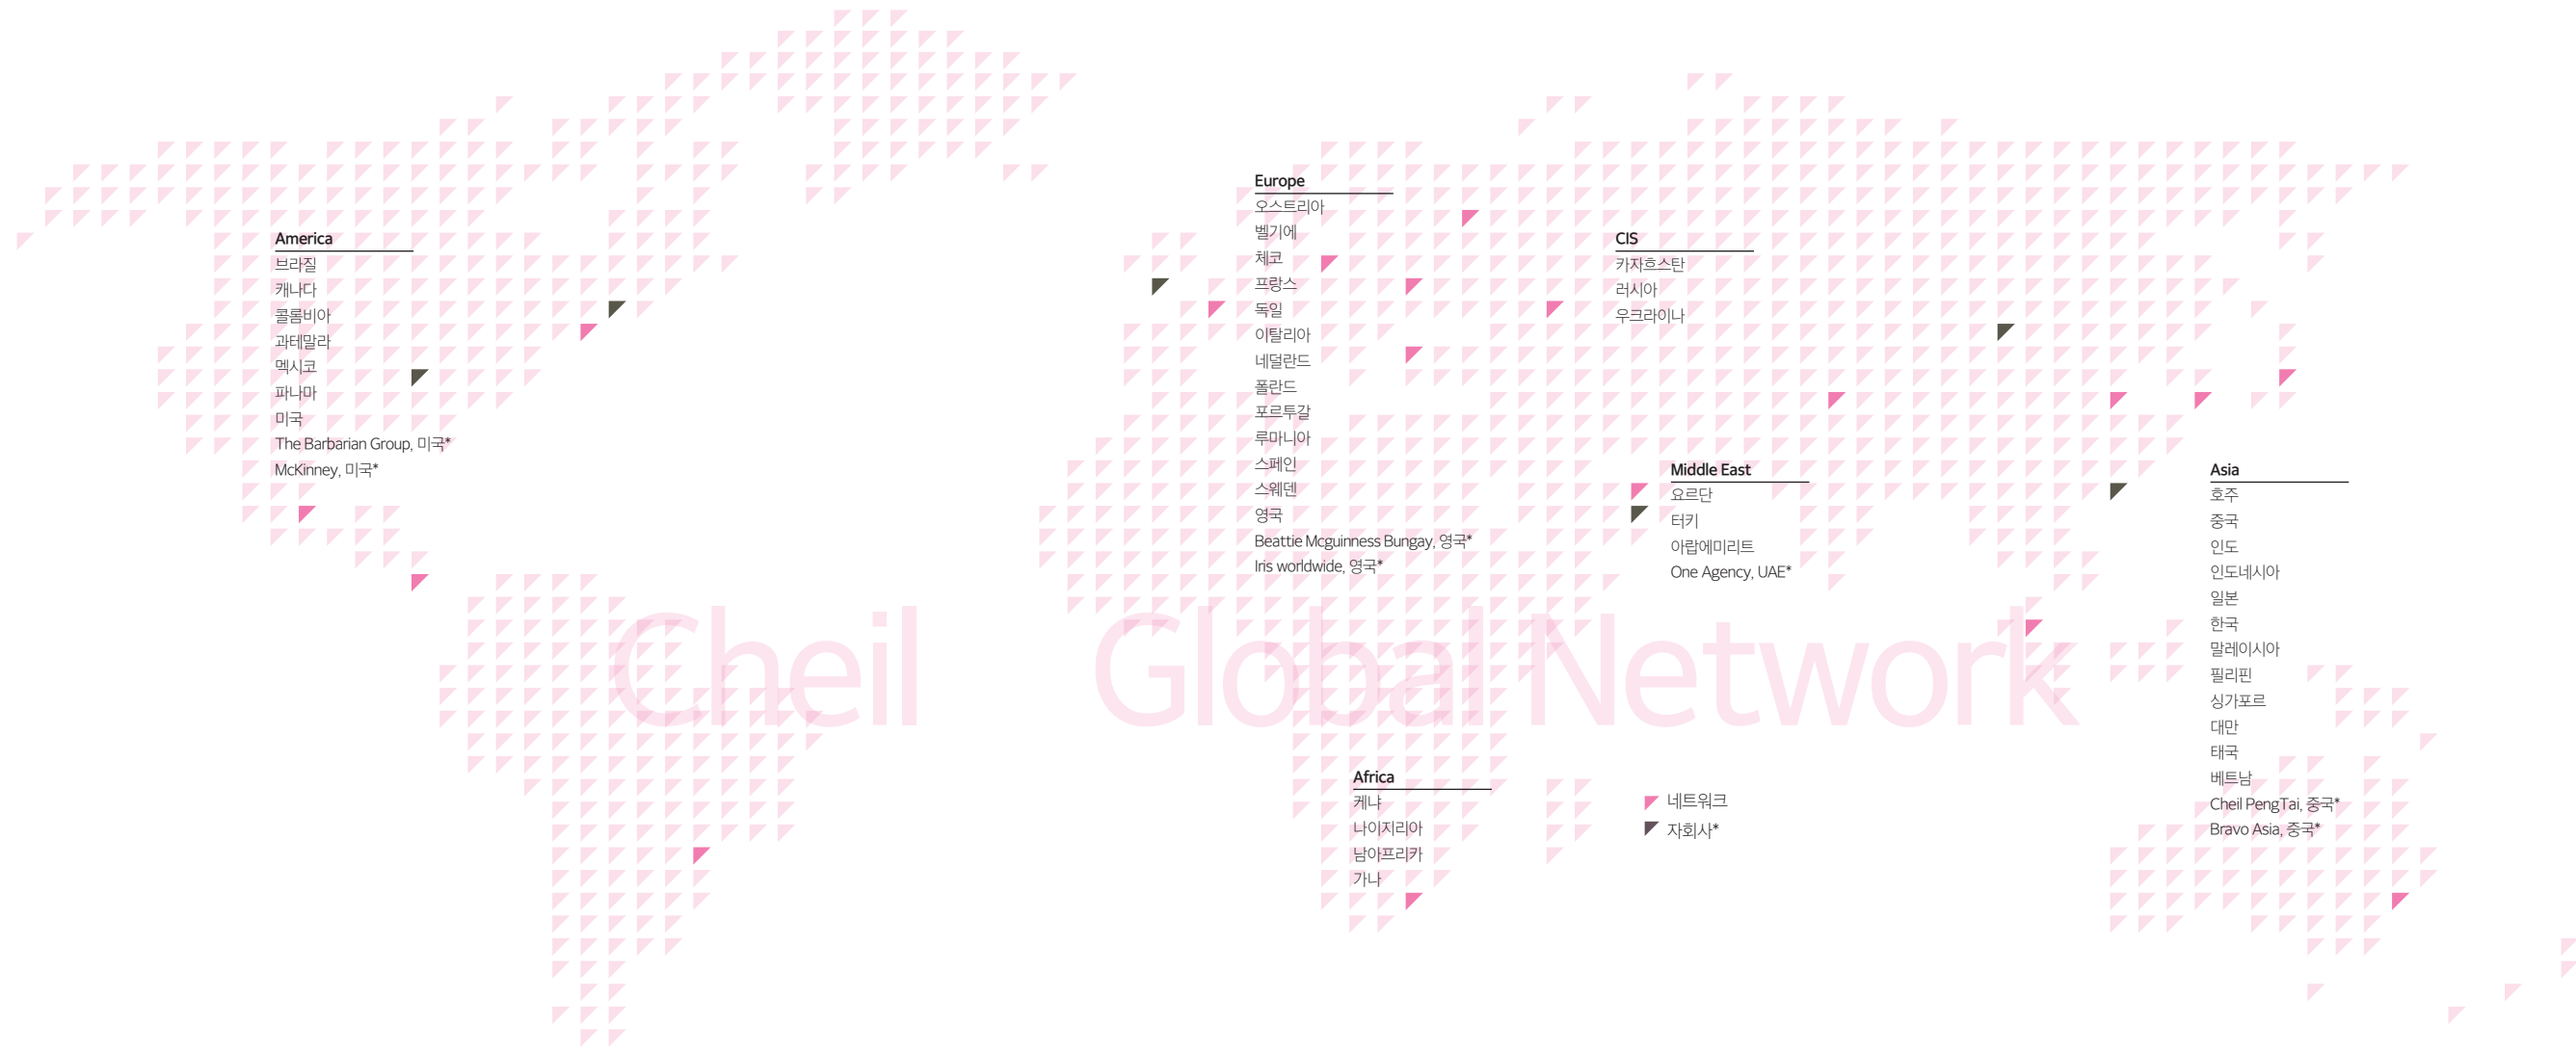 America
브라질
캐나다
콜롬비아
과테말라
멕시코
파나마
미국
The Barbarian Group, 미국*
McKinney, 미국*
Europe
오스트리아
벨기에
체코
프랑스
독일
이탈리아
네덜란드
폴란드
포르투갈
루마니아
스페인
스웨덴
영국
Beattie Mcguinness Bungay, 영국*
Iris worldwide, 영국*
CIS
카자흐스탄
러시아
우크라이나
Middle East
요르단
터키
아랍에미리트
One Agency, UAE*
Asia
호주
중국
인도
인도네시아
일본
한국
말레이시아
필리핀
싱가포르
대만
태국
베트남
Cheil PengTai, 중국*
Bravo Asia, 중국*
Cheil Global Network
Africa
케냐
나이지리아
남아프리카
가나
네트워크
자회사*